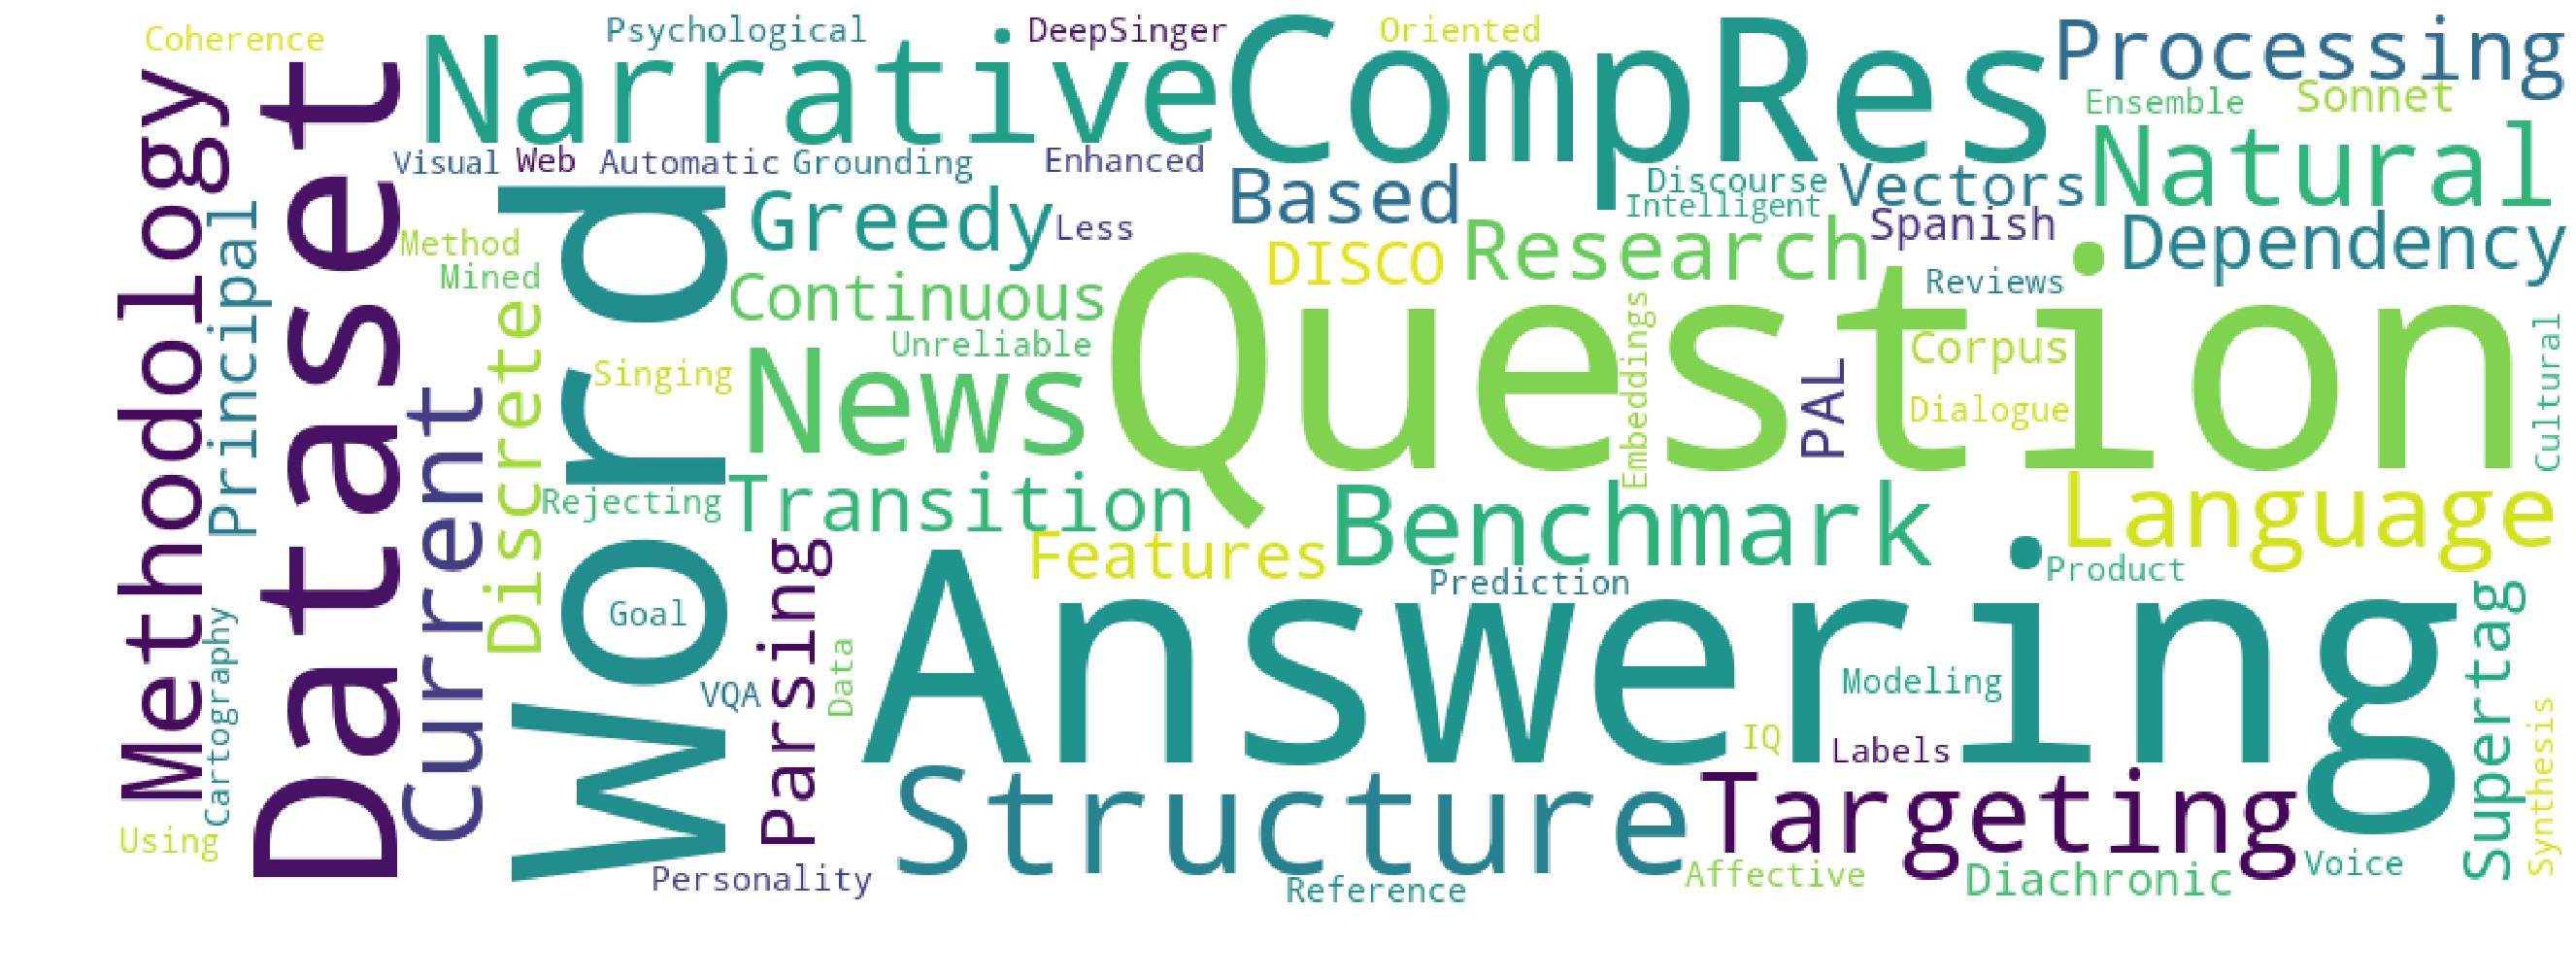 Coherence
Psychological
DeepSinger
Oriented
Processing
Narrative
CompRes
Ensemble
Sonnet
Methodology
Dataset
Visual
Web
Automatic
Grounding
Enhanced
Based
Discourse
Intelligent
Vectors
Natural
Principal
Method
Mined
Word
Greedy
Less
DISCO
Research
Spanish
Dependency
Continuous
Question
Reviews
Current
Discrete
Singing
Unreliable
News
Embeddings
PAL
Corpus
Dialogue
Cultural
Rejecting
Transition
Features
Benchmark
Language
Prediction
Product
Cartography
Goal
Parsing
Data
VQA
Answering
Modeling
IQ
Labels
Supertag
Synthesis
Using
Personality
Structure
Reference
Targeting
Affective
Diachronic
Voice